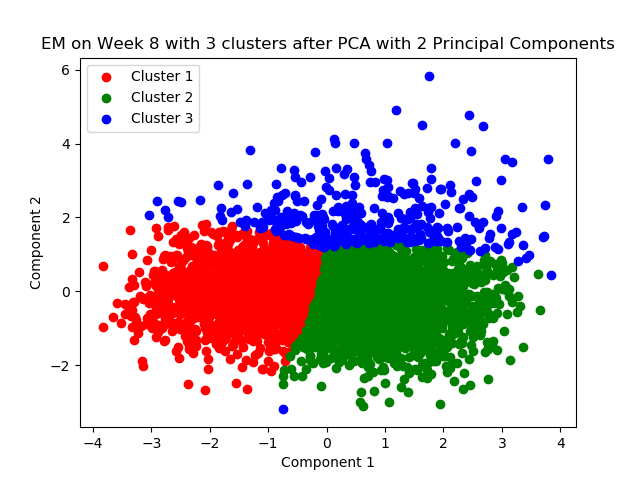 EM on Week 8 with 3 clusters after PCA with 2 Principal Components
Cluster 1
Cluster 2
Cluster 3
6
4
2
0
−2
Component 2
−4
−3
−2
−1
0
1
2
3
4
Component 1